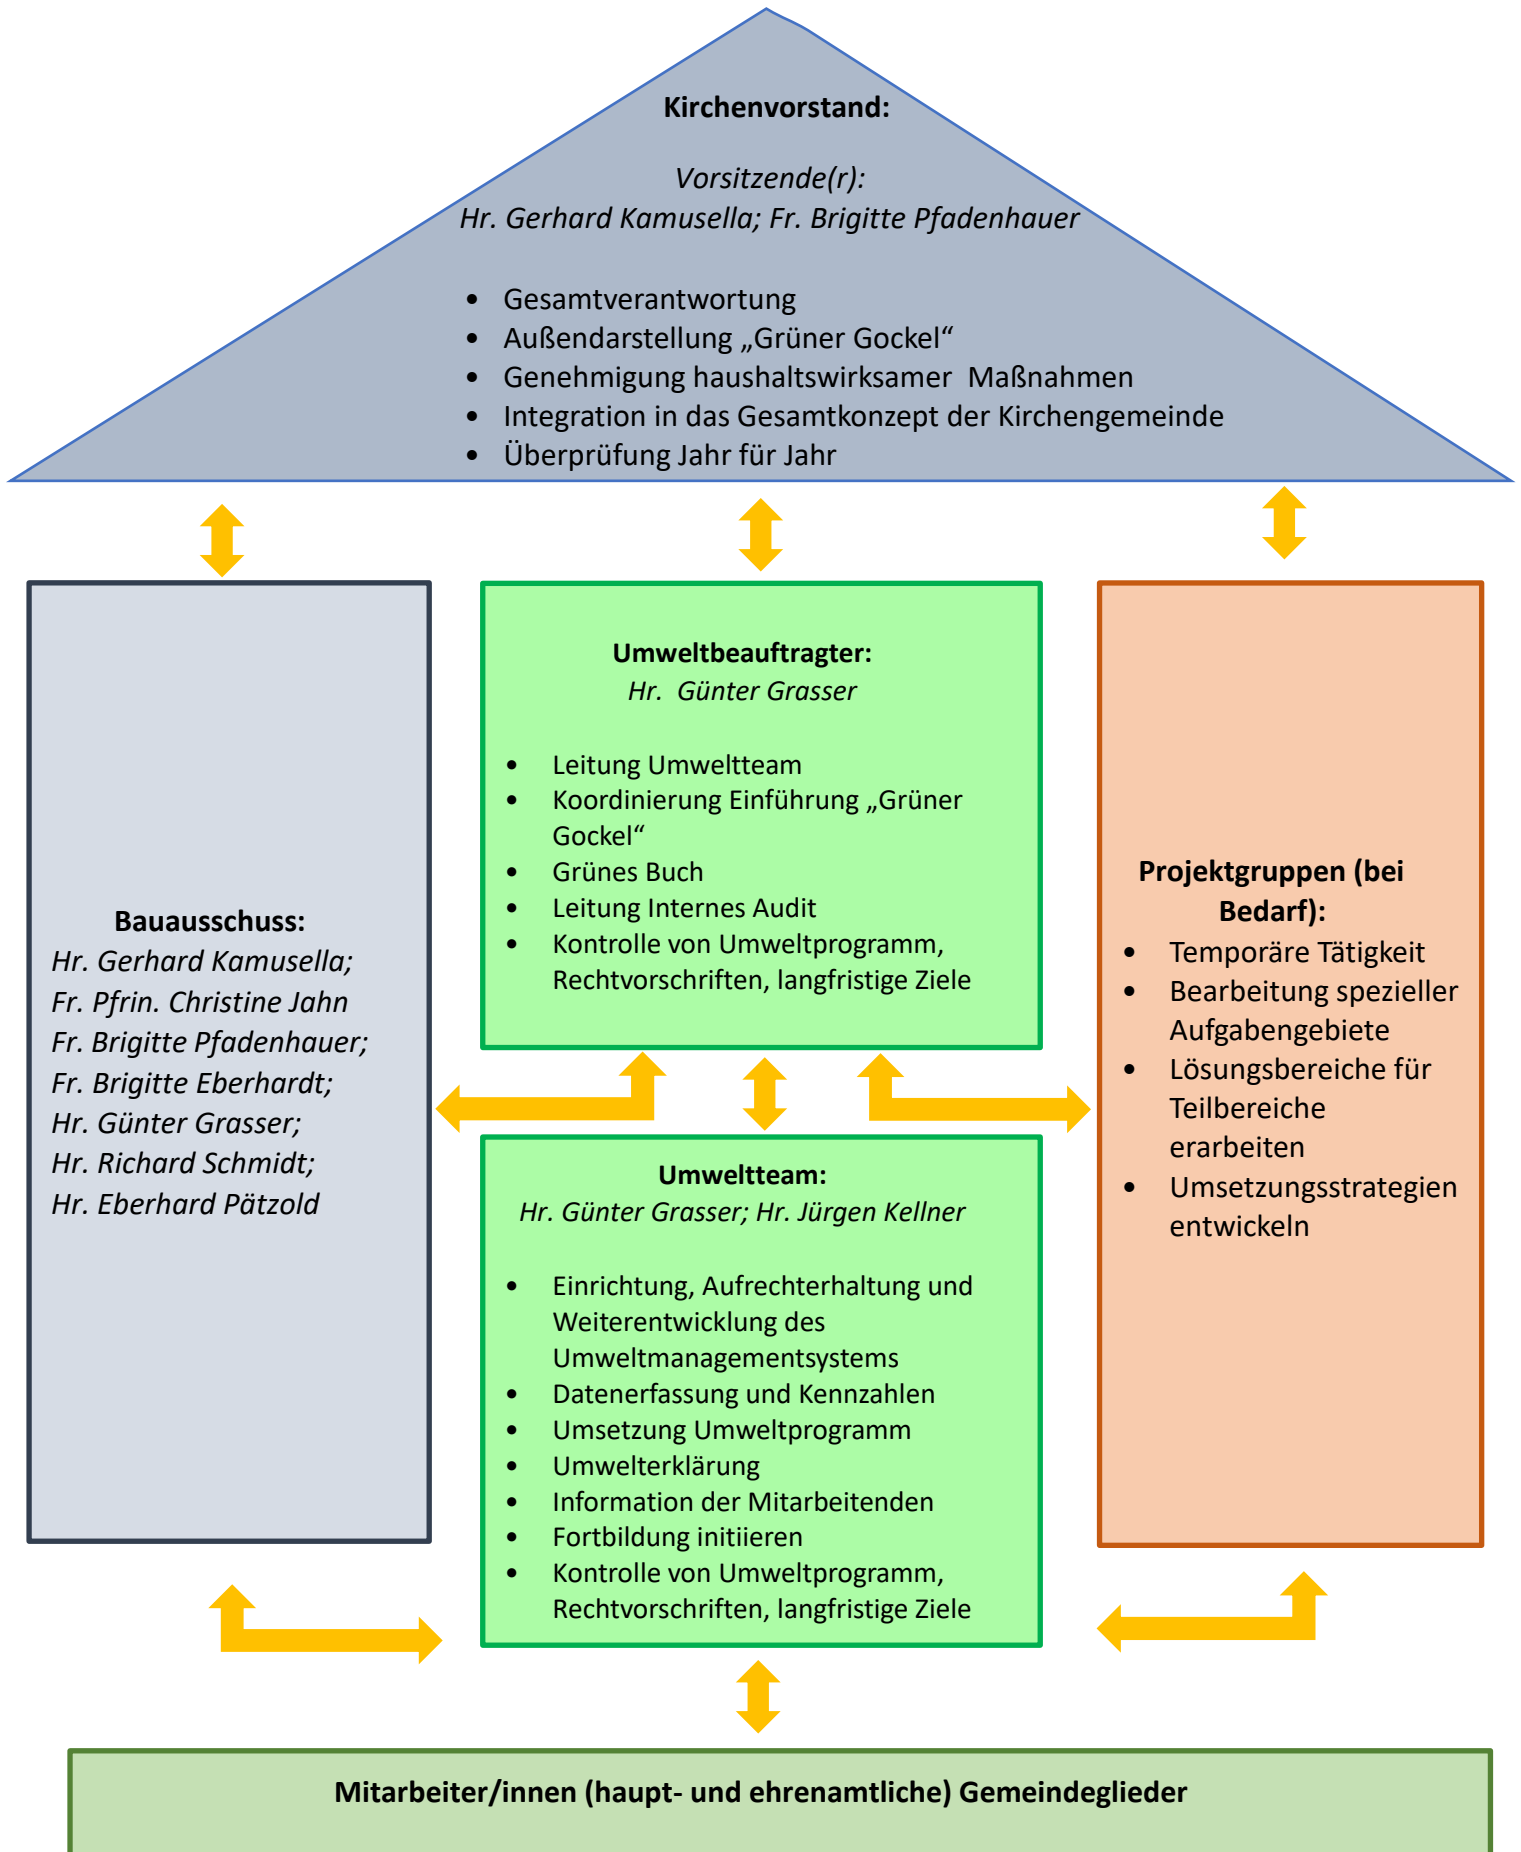 Kirchenvorstand:
Vorsitzende(r):
Hr. Gerhard Kamusella; Fr. Brigitte Pfadenhauer
• Gesamtverantwortung
• Außendarstellung „Grüner Gockel“
• Genehmigung haushaltswirksamer Maßnahmen
• Integration in das Gesamtkonzept der Kirchengemeinde
• Überprüfung Jahr für Jahr
Bauausschuss:
Hr. Gerhard Kamusella;
Fr. Pfrin. Christine Jahn
Fr. Brigitte Pfadenhauer;
Fr. Brigitte Eberhardt;
Hr. Günter Grasser;
Hr. Richard Schmidt;
Hr. Eberhard Pätzold
Umweltbeauftragter:
Hr. Günter Grasser
• Leitung Umweltteam
• Koordinierung Einführung „Grüner
Gockel“
• Grünes Buch
• Leitung Internes Audit
• Kontrolle von Umweltprogramm,
Rechtvorschriften, langfristige Ziele
Umweltteam:
Hr. Günter Grasser; Hr. Jürgen Kellner
• Einrichtung, Aufrechterhaltung und
Weiterentwicklung des
Umweltmanagementsystems
• Datenerfassung und Kennzahlen
• Umsetzung Umweltprogramm
• Umwelterklärung
• Information der Mitarbeitenden
• Fortbildung initiieren
• Kontrolle von Umweltprogramm,
Rechtvorschriften, langfristige Ziele
Projektgruppen (bei
Bedarf):
• Temporäre Tätigkeit
• Bearbeitung spezieller
Aufgabengebiete
• Lösungsbereiche für
Teilbereiche
erarbeiten
• Umsetzungsstrategien
entwickeln
Mitarbeiter/innen (haupt- und ehrenamtliche) Gemeindeglieder